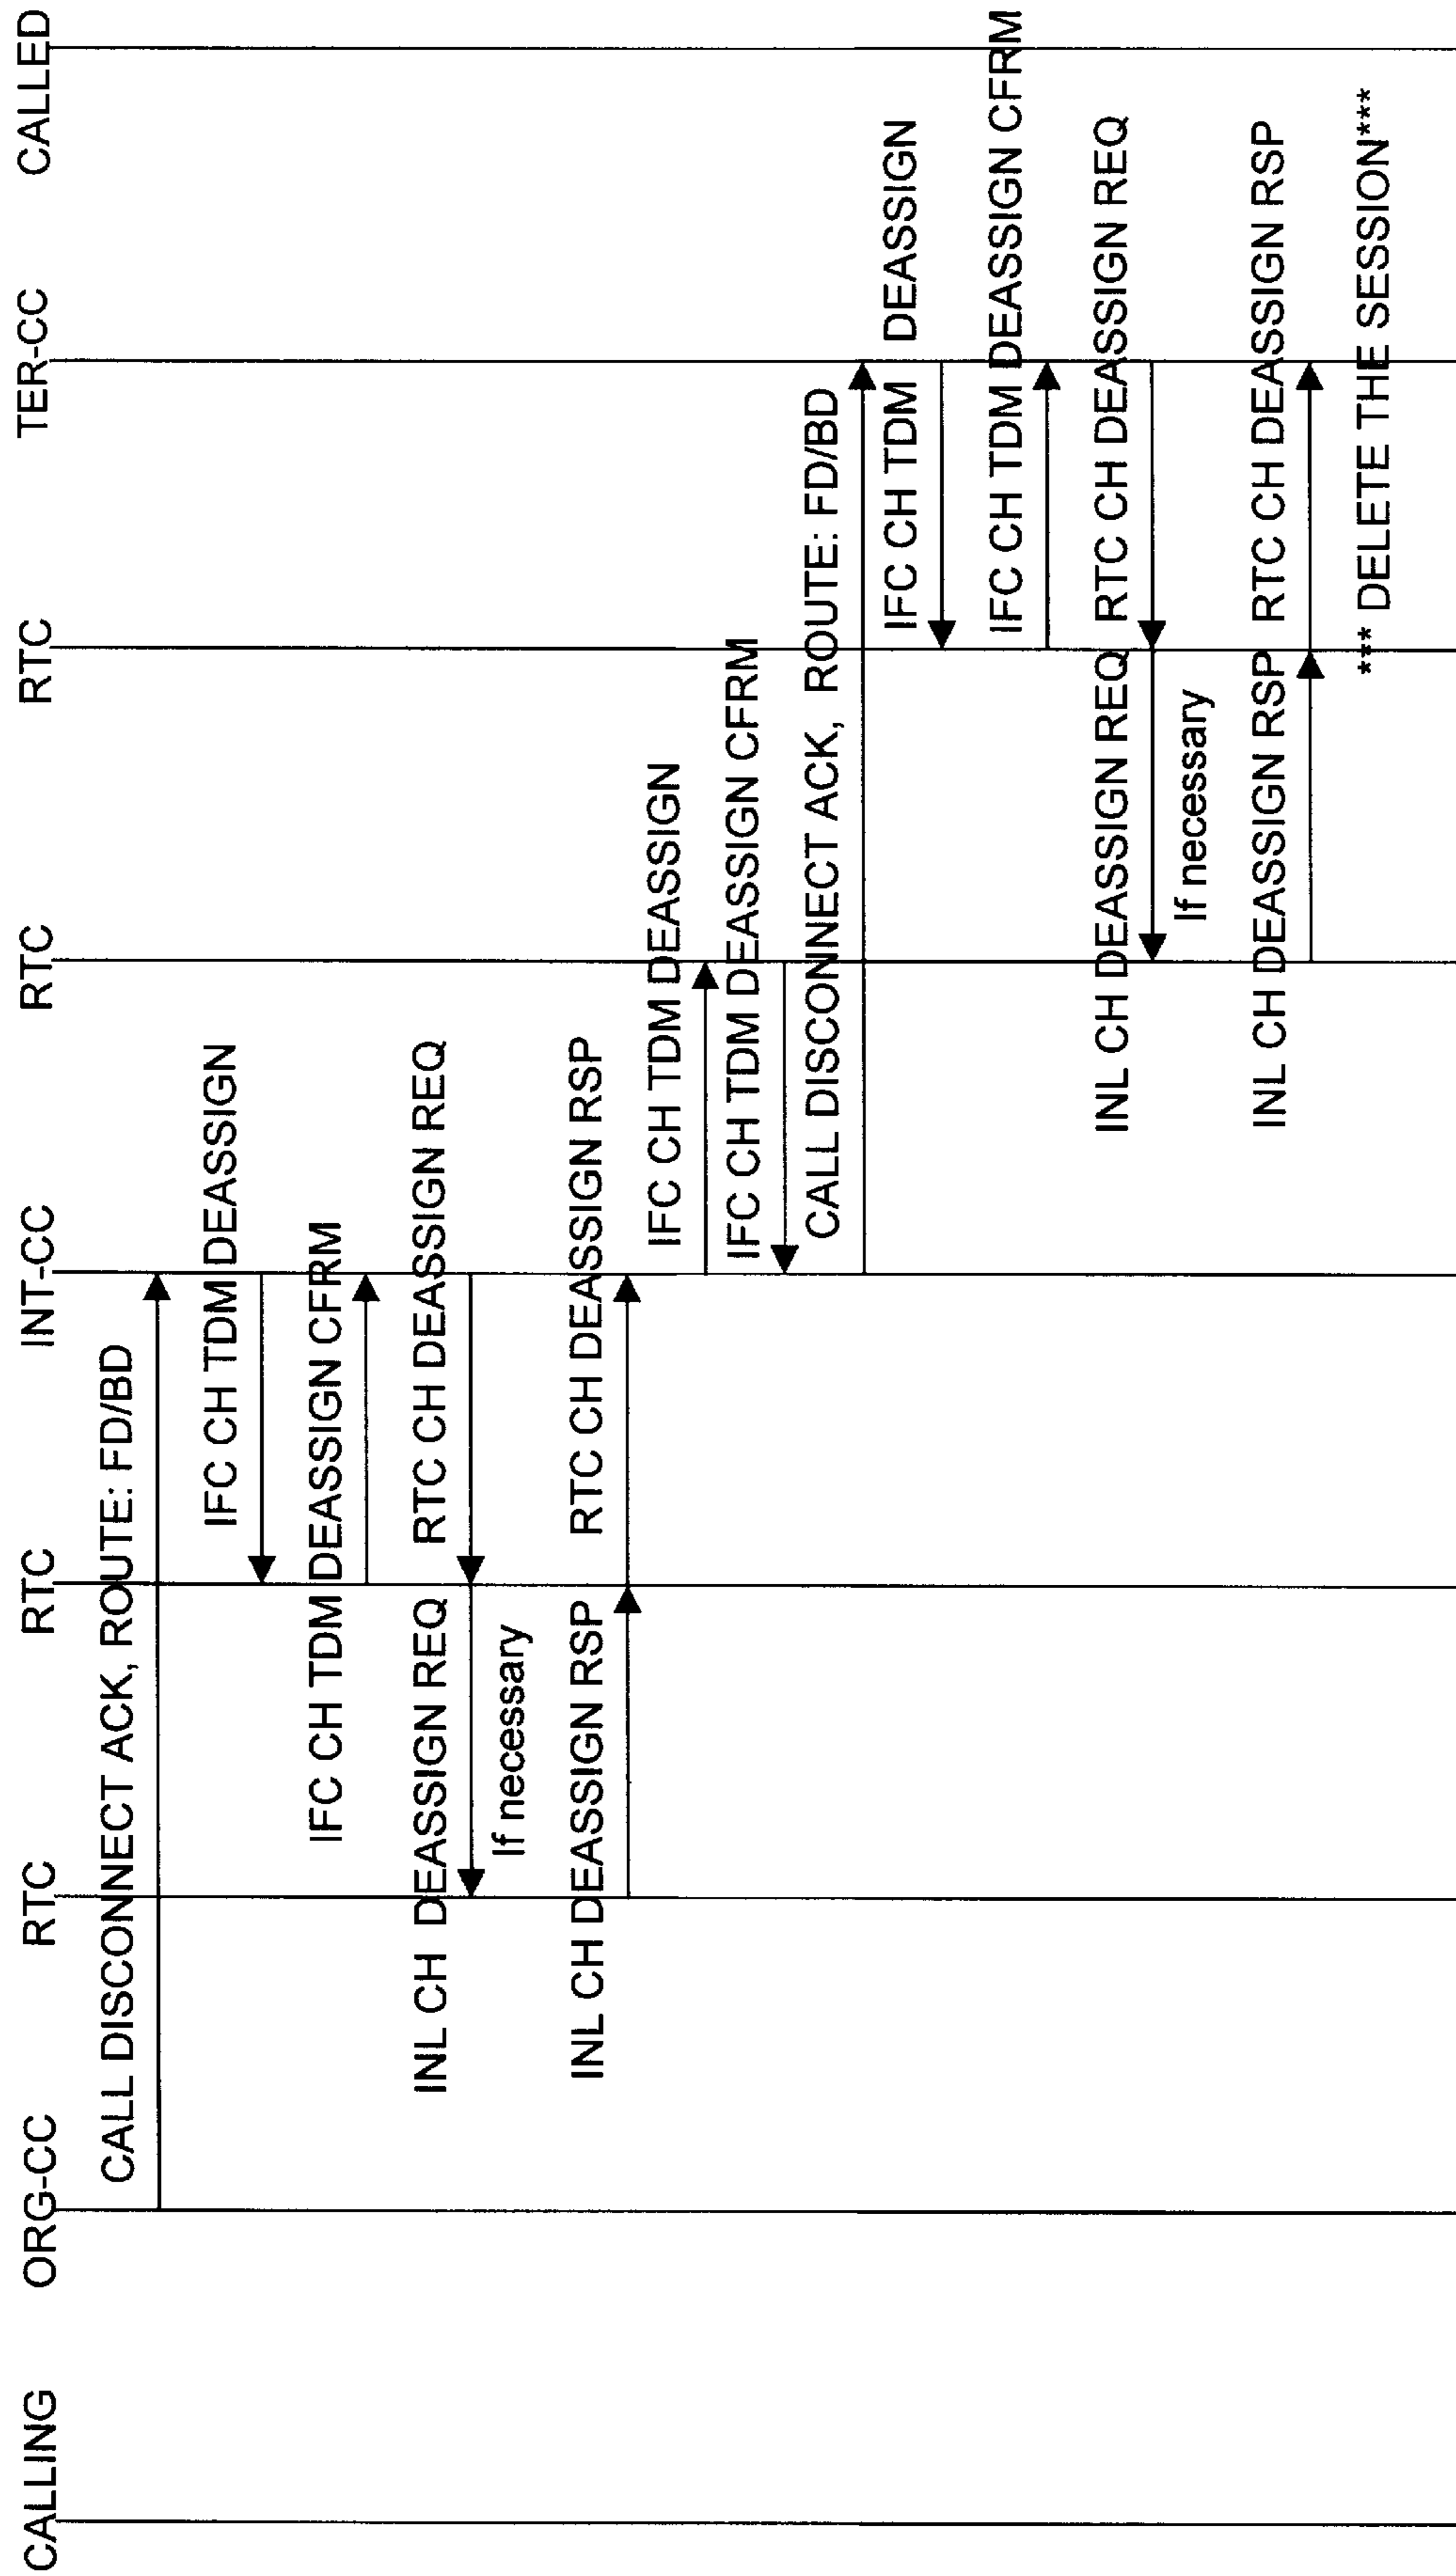 CALLING ORG-CC RTC RTC INT-CC RTC RTC TER-CC CALLED
CALL DISCONNECT ACK, ROUTE: FD/BD
IFC CH TDM DEASSIGN
IFC CH TDM DEASSIGN CFRM
INL CH DEASSIGN REQ RTC CH DEASSIGN REQ
If necessary
INL CH DEASSIGN RSP RTC CH DEASSIGN RSP
IFC CH TDM DEASSIGN
IFC CH TDM DEASSIGN CFRM
CALL DISCONNECT ACK, ROUTE: FD/BD
IFC CH TDM DEASSIGN
IFC CH TDM DEASSIGN CFRM
INL CH DEASSIGN REQ RTC CH DEASSIGN REQ
If necessary
INL CH DEASSIGN RSP RTC CH DEASSIGN RSP
*** DELETE THE SESSION***